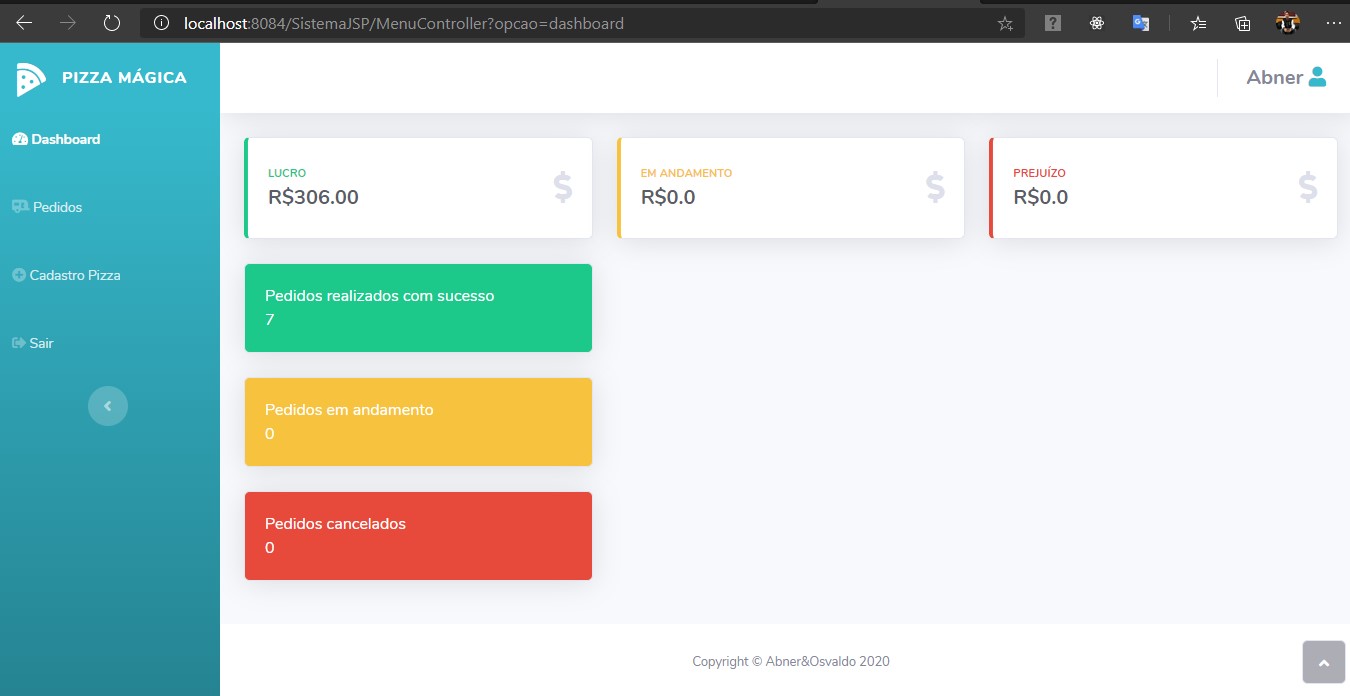 localhost:8084/SistemaJSP/MenuController?opcao=dashboard
PIZZA MÁGICA
Abner
Dashboard
Pedidos
Cadastro Pizza
Sair
LUCRO
R$306.00
$
EM ANDAMENTO
R$0.0
$
PREJUÍZO
R$0.0
$
Pedidos realizados com sucesso
7
Pedidos em andamento
0
Pedidos cancelados
0
Copyright © Abner&Osvaldo 2020